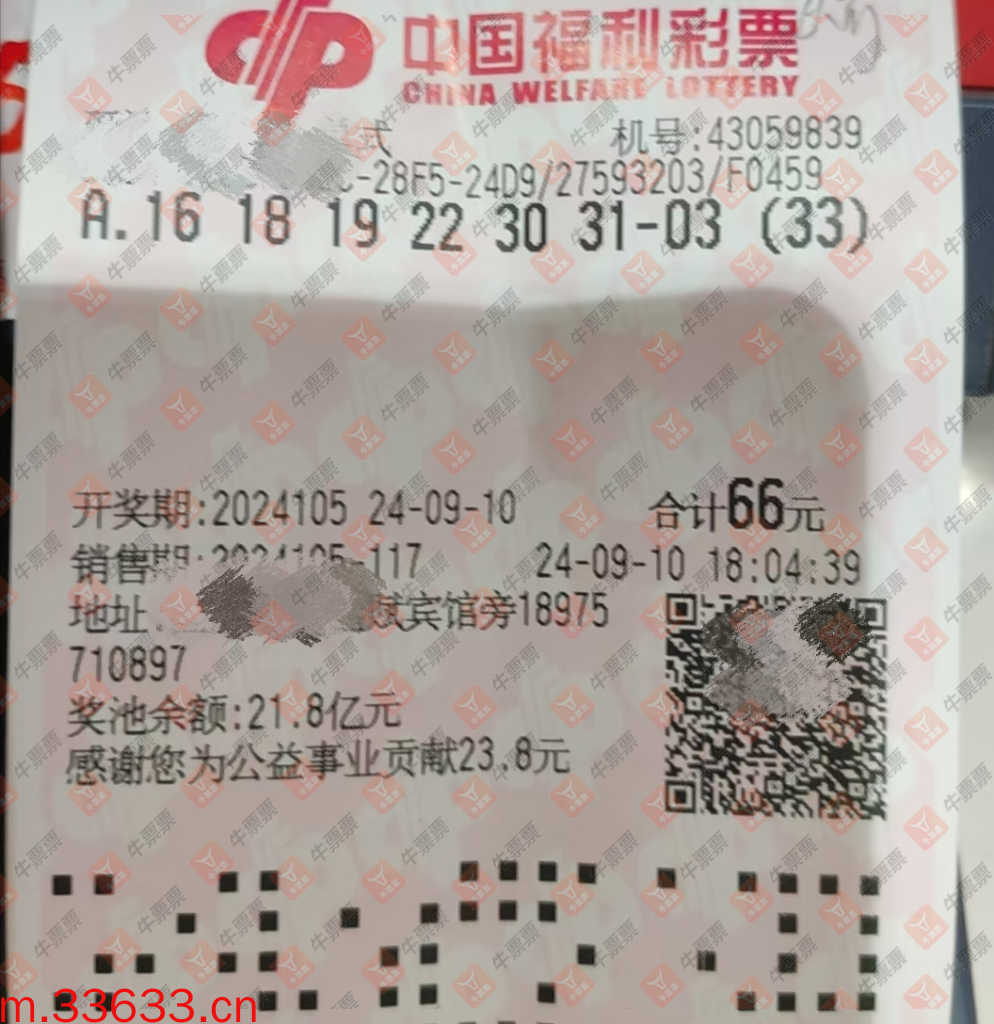 中国福利彩票
CHINA WELFARE LOTTERY
式 机号:43059839
-28F5-24D9/27593203/F0459
A.16 18 19 22 30 31-03 (33)
开奖期:2024105 24-09-10 合计66元
销售期:2024105-117 24-09-10 18:04:39
地址 宾馆旁18975
710897
奖池余额:21.8亿元
感谢您为公益事业贡献23.8元
牛票票
m.33633.cn